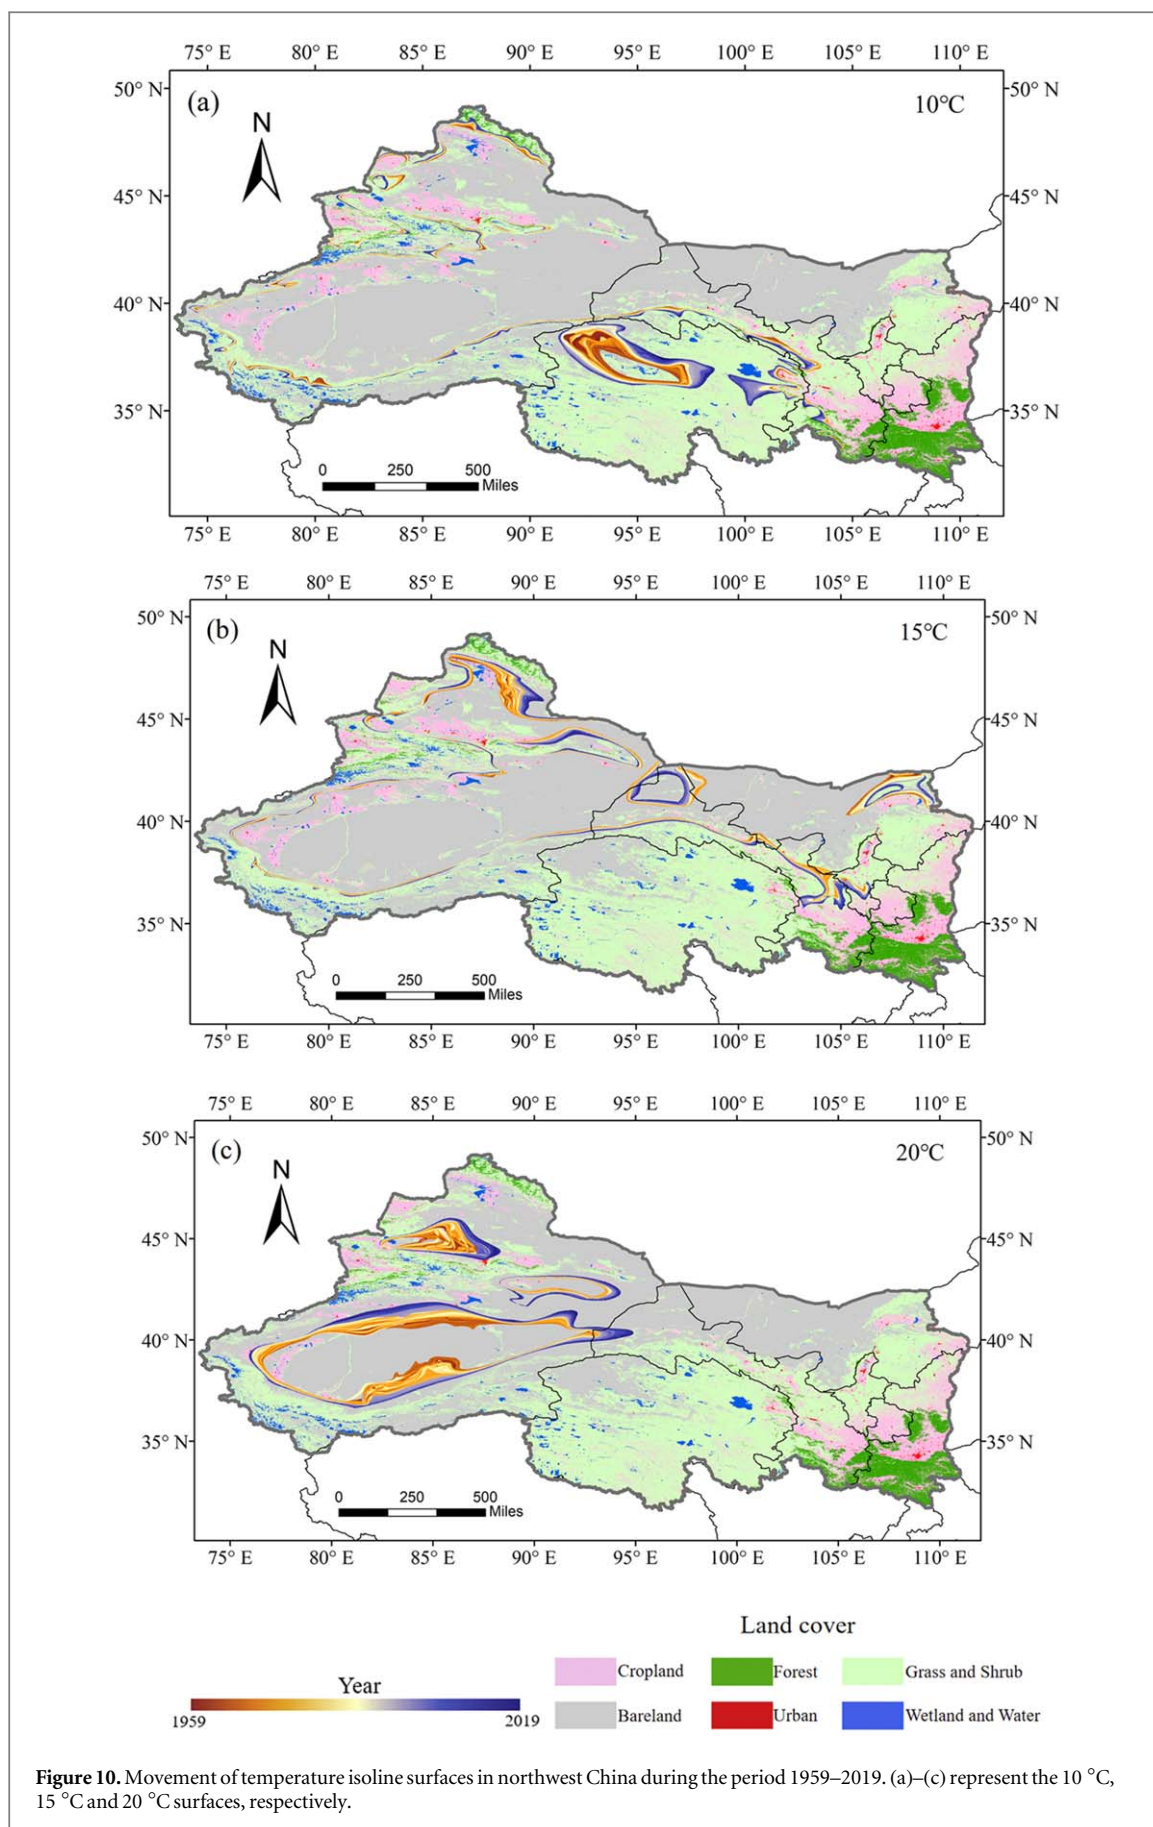 75° E 80° E 85° E 90° E 95° E 100° E 105° E 110° E
50° N 50° N
(a) 10℃
N
45° N 45° N
40° N 40° N
35° N 35° N
0 250 500
Miles
75° E 80° E 85° E 90° E 95° E 100° E 105° E 110° E
75° E 80° E 85° E 90° E 95° E 100° E 105° E 110° E
50° N 50° N
(b) 15℃
N
45° N 45° N
40° N 40° N
35° N 35° N
0 250 500
Miles
75° E 80° E 85° E 90° E 95° E 100° E 105° E 110° E
75° E 80° E 85° E 90° E 95° E 100° E 105° E 110° E
50° N 50° N
(c) 20℃
N
45° N 45° N
40° N 40° N
35° N 35° N
0 250 500
Miles
75° E 80° E 85° E 90° E 95° E 100° E 105° E 110° E
Land cover
Cropland Forest Grass and Shrub
Year
Bareland Urban Wetland and Water
1959 2019
Figure 10. Movement of temperature isoline surfaces in northwest China during the period 1959–2019. (a)–(c) represent the 10 °C,
15 °C and 20 °C surfaces, respectively.